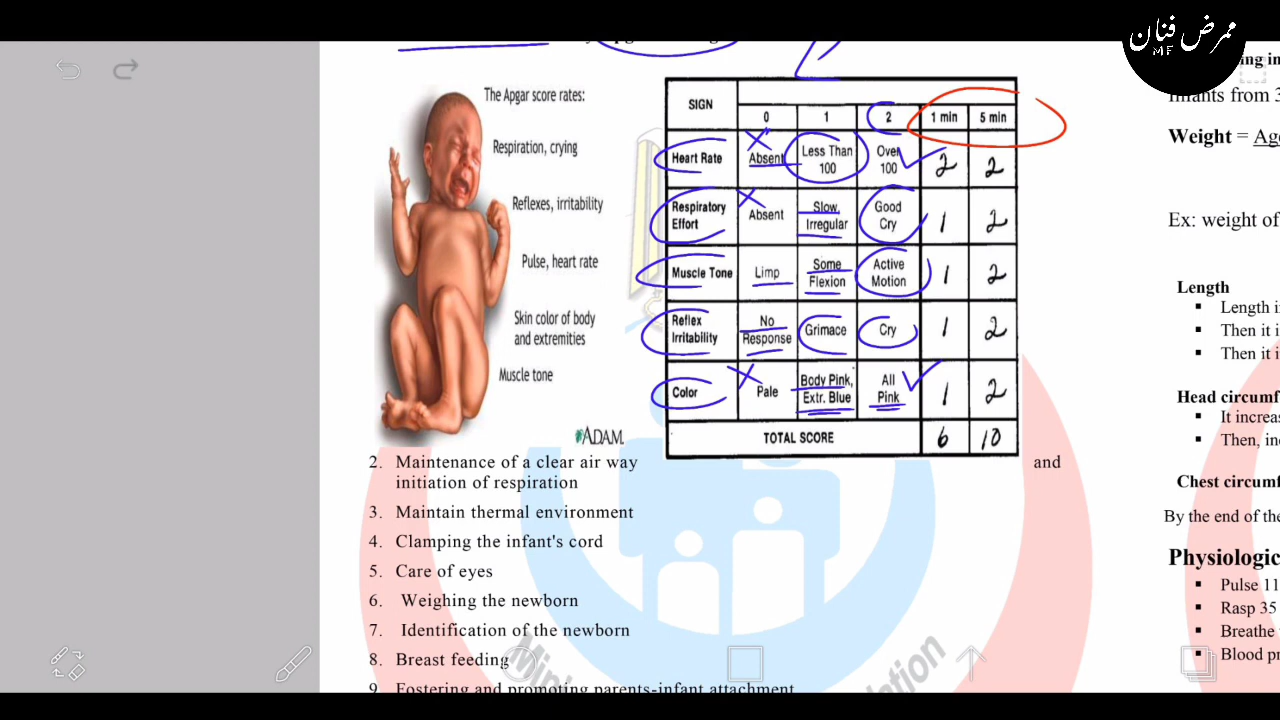 ممرض فنان
MF
The Apgar score rates:
Respiration, crying
Reflexes, irritability
Pulse, heart rate
Skin color of body
and extremities
Muscle tone
ADAM.
SIGN
0 1 2 1 min 5 min
Heart Rate Absent Less Than 100 Over 100 2 2
Respiratory Effort Absent Slow, Irregular Good Cry 1 2
Muscle Tone Limp Some Flexion Active Motion 1 2
Reflex Irritability No Response Grimace Cry 1 2
Color Pale Body Pink, Extr. Blue All Pink 1 2
TOTAL SCORE 6 10
2. Maintenance of a clear air way and
initiation of respiration
3. Maintain thermal environment
4. Clamping the infant's cord
5. Care of eyes
6. Weighing the newborn
7. Identification of the newborn
8. Breast feeding
9. Fostering and promoting parents-infant attachment
ing in
Infants from 3
Weight = Age
Ex: weight of
Length
▪ Length i
▪ Then it i
▪ Then it i
Head circumf
▪ It increas
▪ Then, inc
Chest circumf
By the end of the
Physiologic
▪ Pulse 11
▪ Rasp 35
▪ Breathe
▪ Blood pr